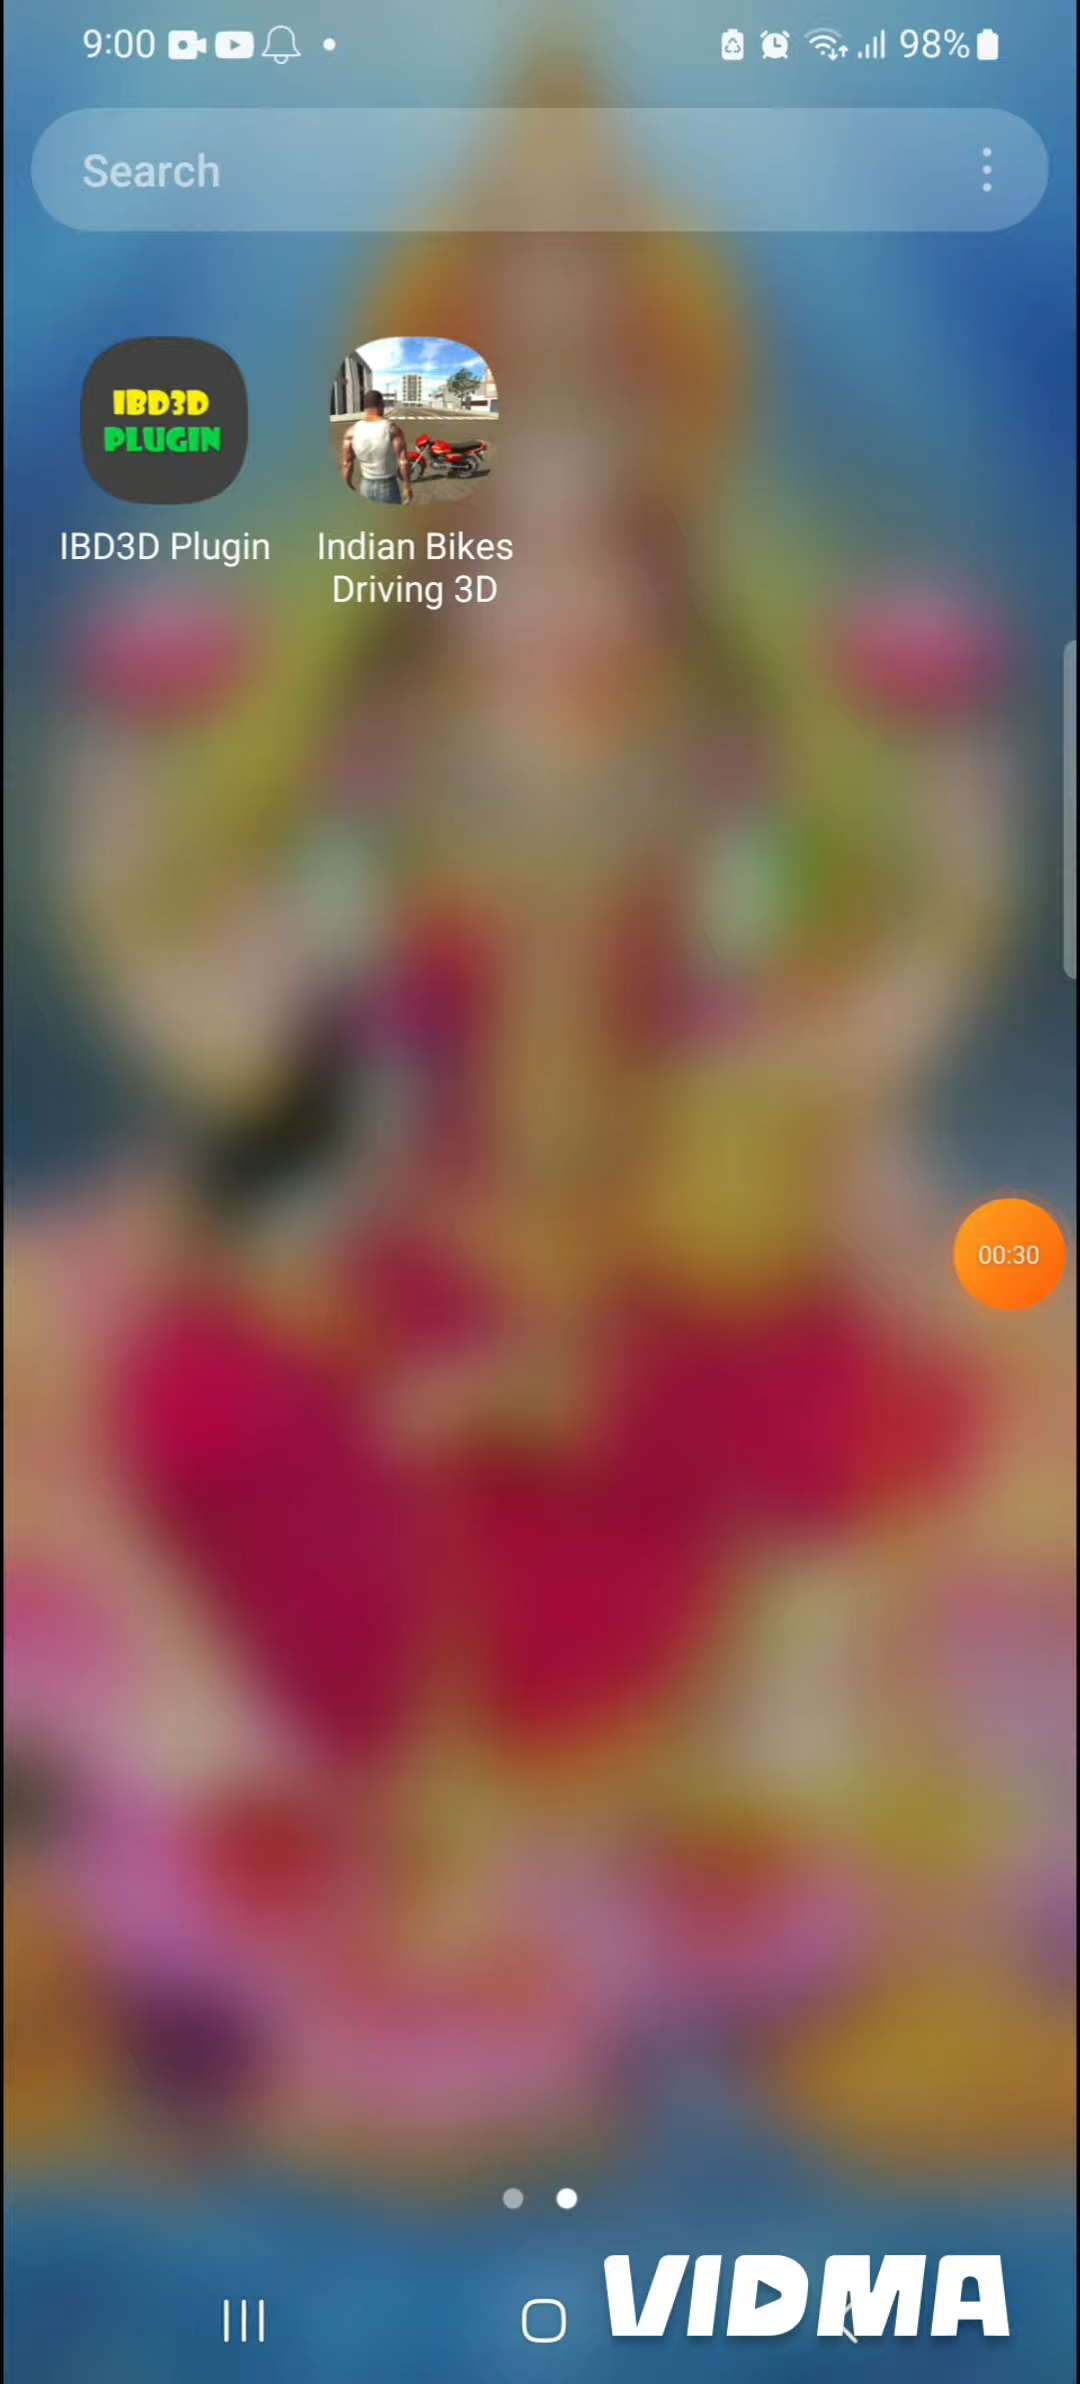 9:00
98%
Search
IBD3D
PLUGIN
IBD3D Plugin
Indian Bikes
Driving 3D
00:30
VIDMA